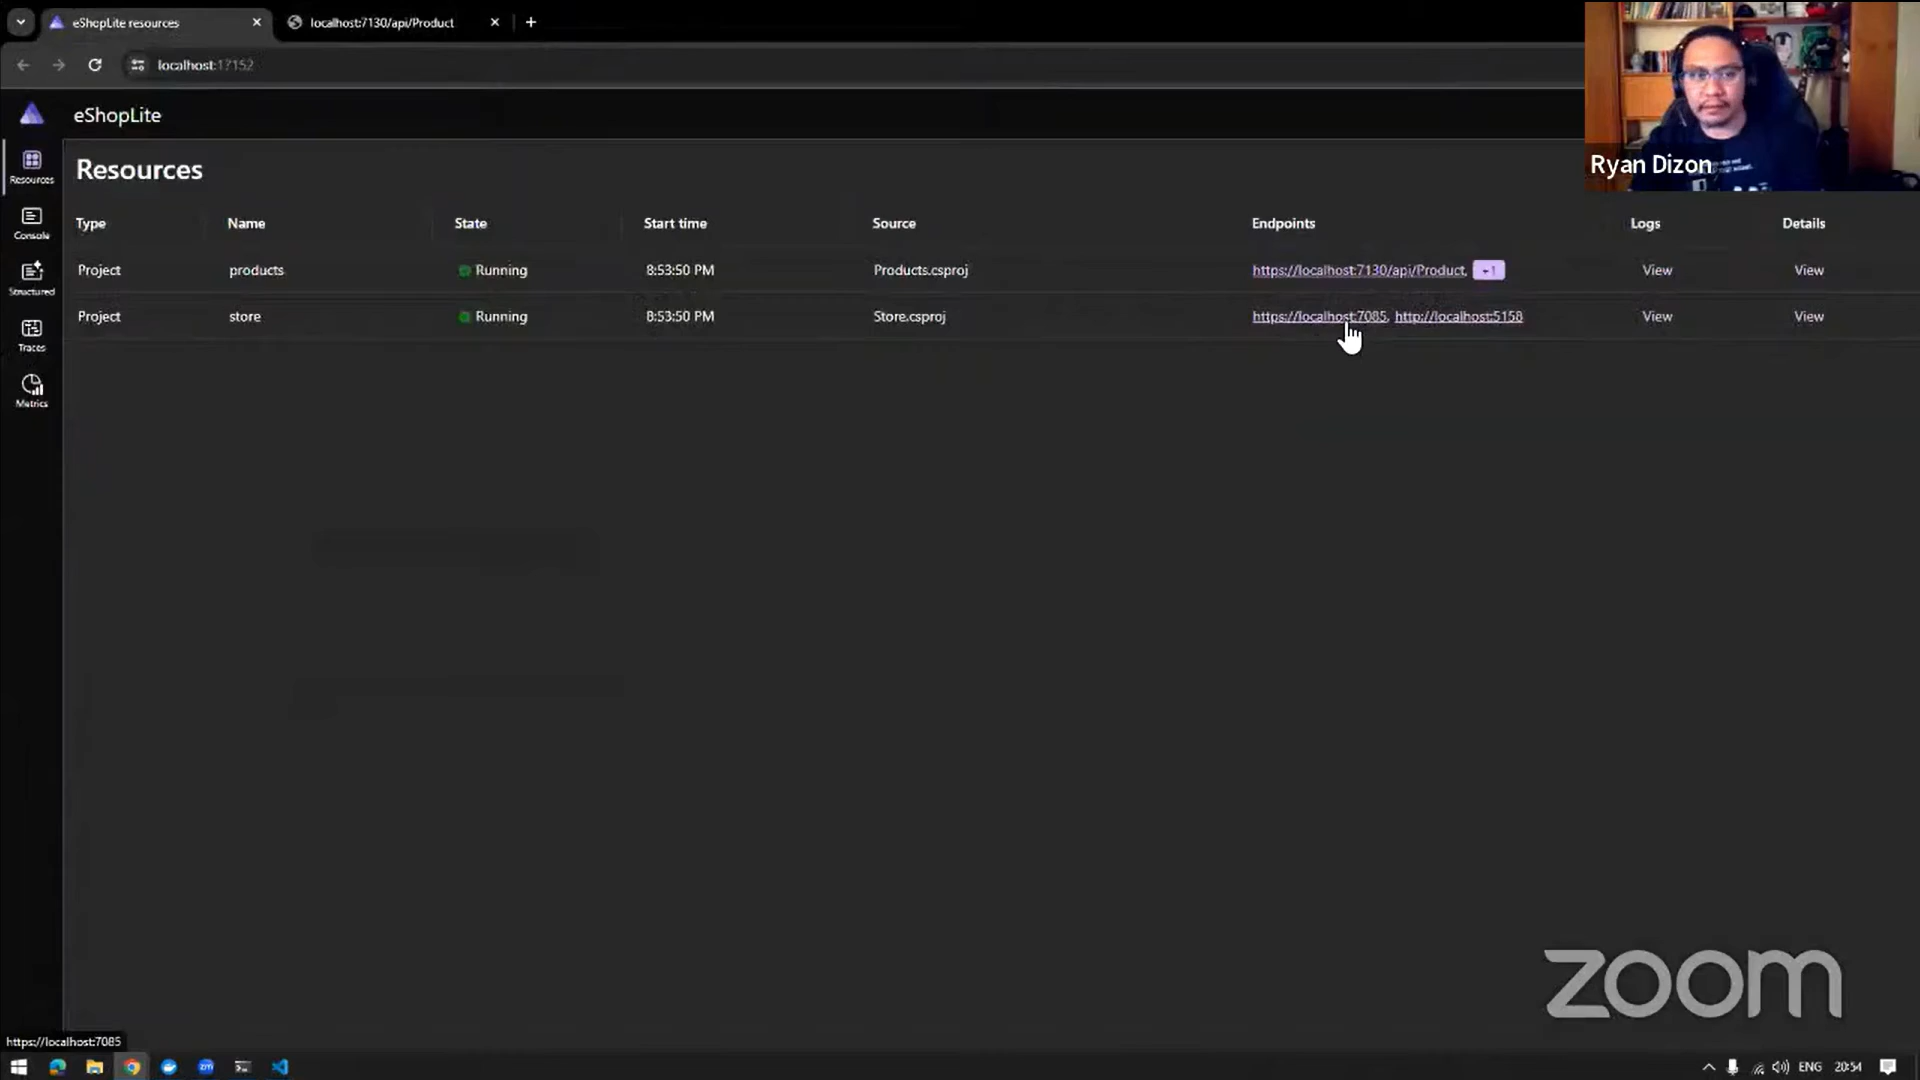 eShopLite resources
localhost:7130/api/Product
localhost:17152
eShopLite
Ryan Dizon
Resources
Resources
Console
Structured
Traces
Metrics
Type Name State Start time Source Endpoints Logs Details
Project products Running 8:53:50 PM Products.csproj https://localhost:7130/api/Product, +1 View View
Project store Running 8:53:50 PM Store.csproj https://localhost:7085, http://localhost:5158 View View
zoom
https://localhost:7085
zm
ENG 20:54